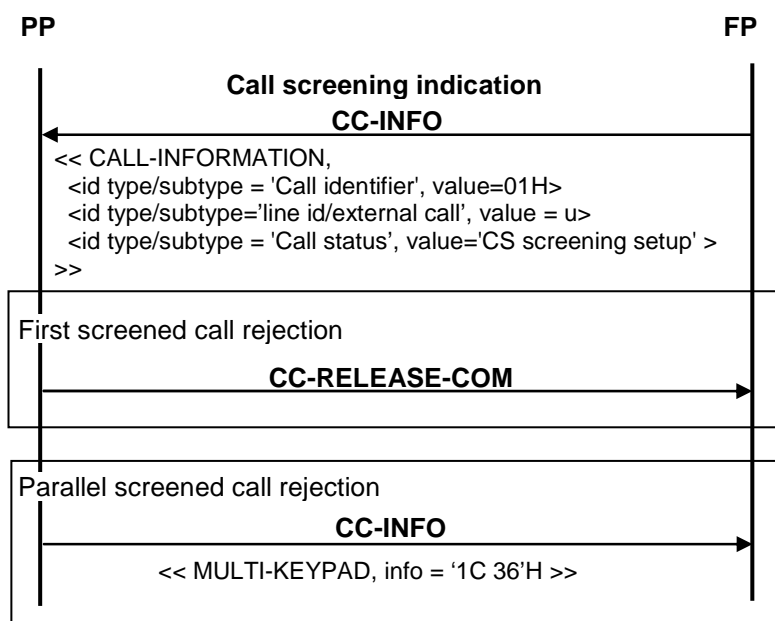 PP FP
Call screening indication
CC-INFO
<< CALL-INFORMATION,
<id type/subtype = 'Call identifier', value=01H>
<id type/subtype=’line id/external call’, value = u>
<id type/subtype = 'Call status’, value='CS screening setup' >
>>
First screened call rejection
CC-RELEASE-COM
Parallel screened call rejection
CC-INFO
<< MULTI-KEYPAD, info = ‘1C 36’H >>